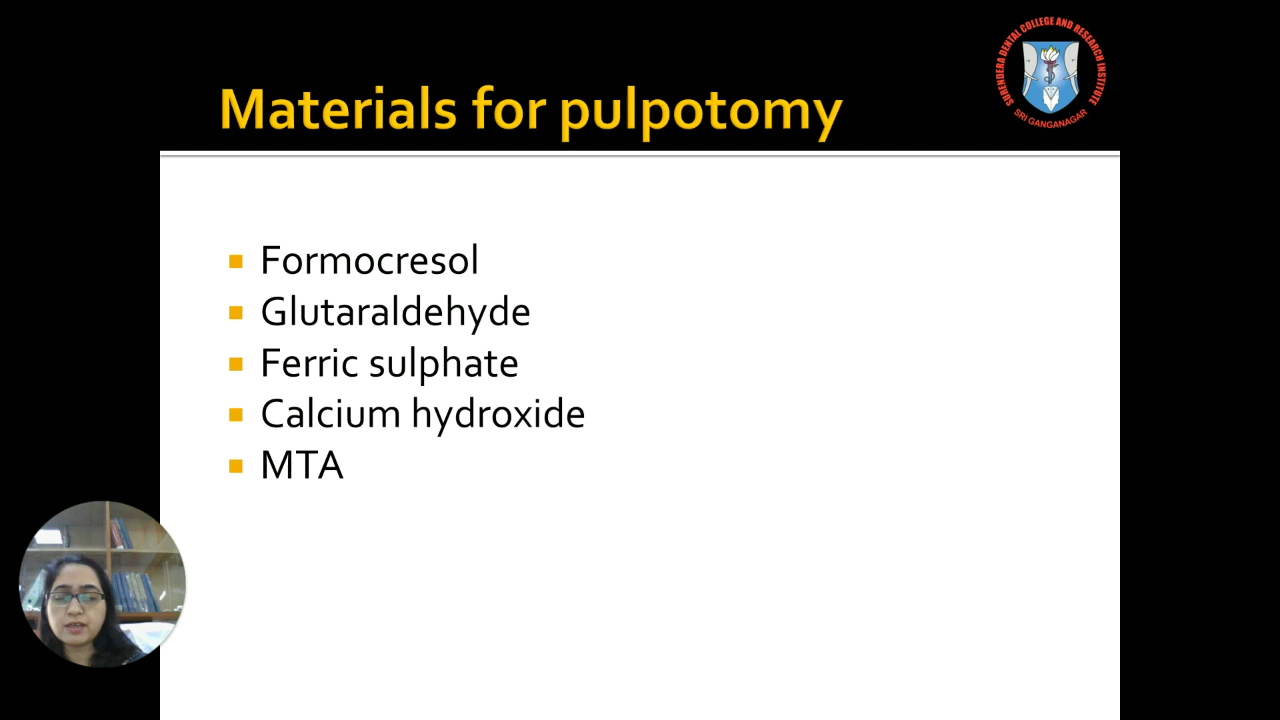 SURENDERA DENTAL COLLEGE AND RESEARCH INSTITUTE
SRI GANGANAGAR
Materials for pulpotomy
Formocresol
Glutaraldehyde
Ferric sulphate
Calcium hydroxide
MTA